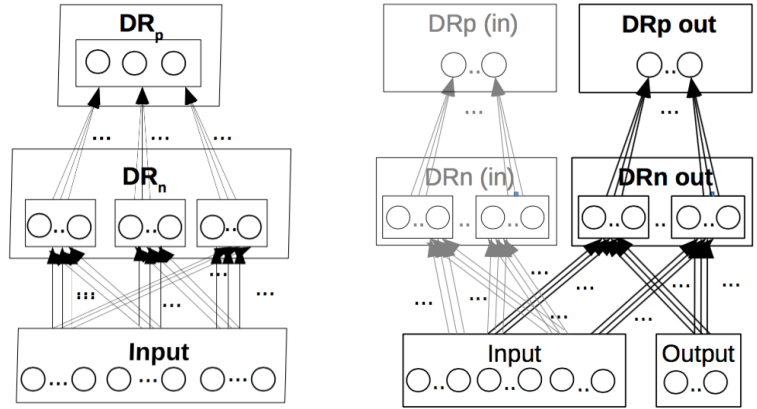 DRp
DRn
Input
DRp (in)
DRp out
DRn (in)
DRn out
Input
Output